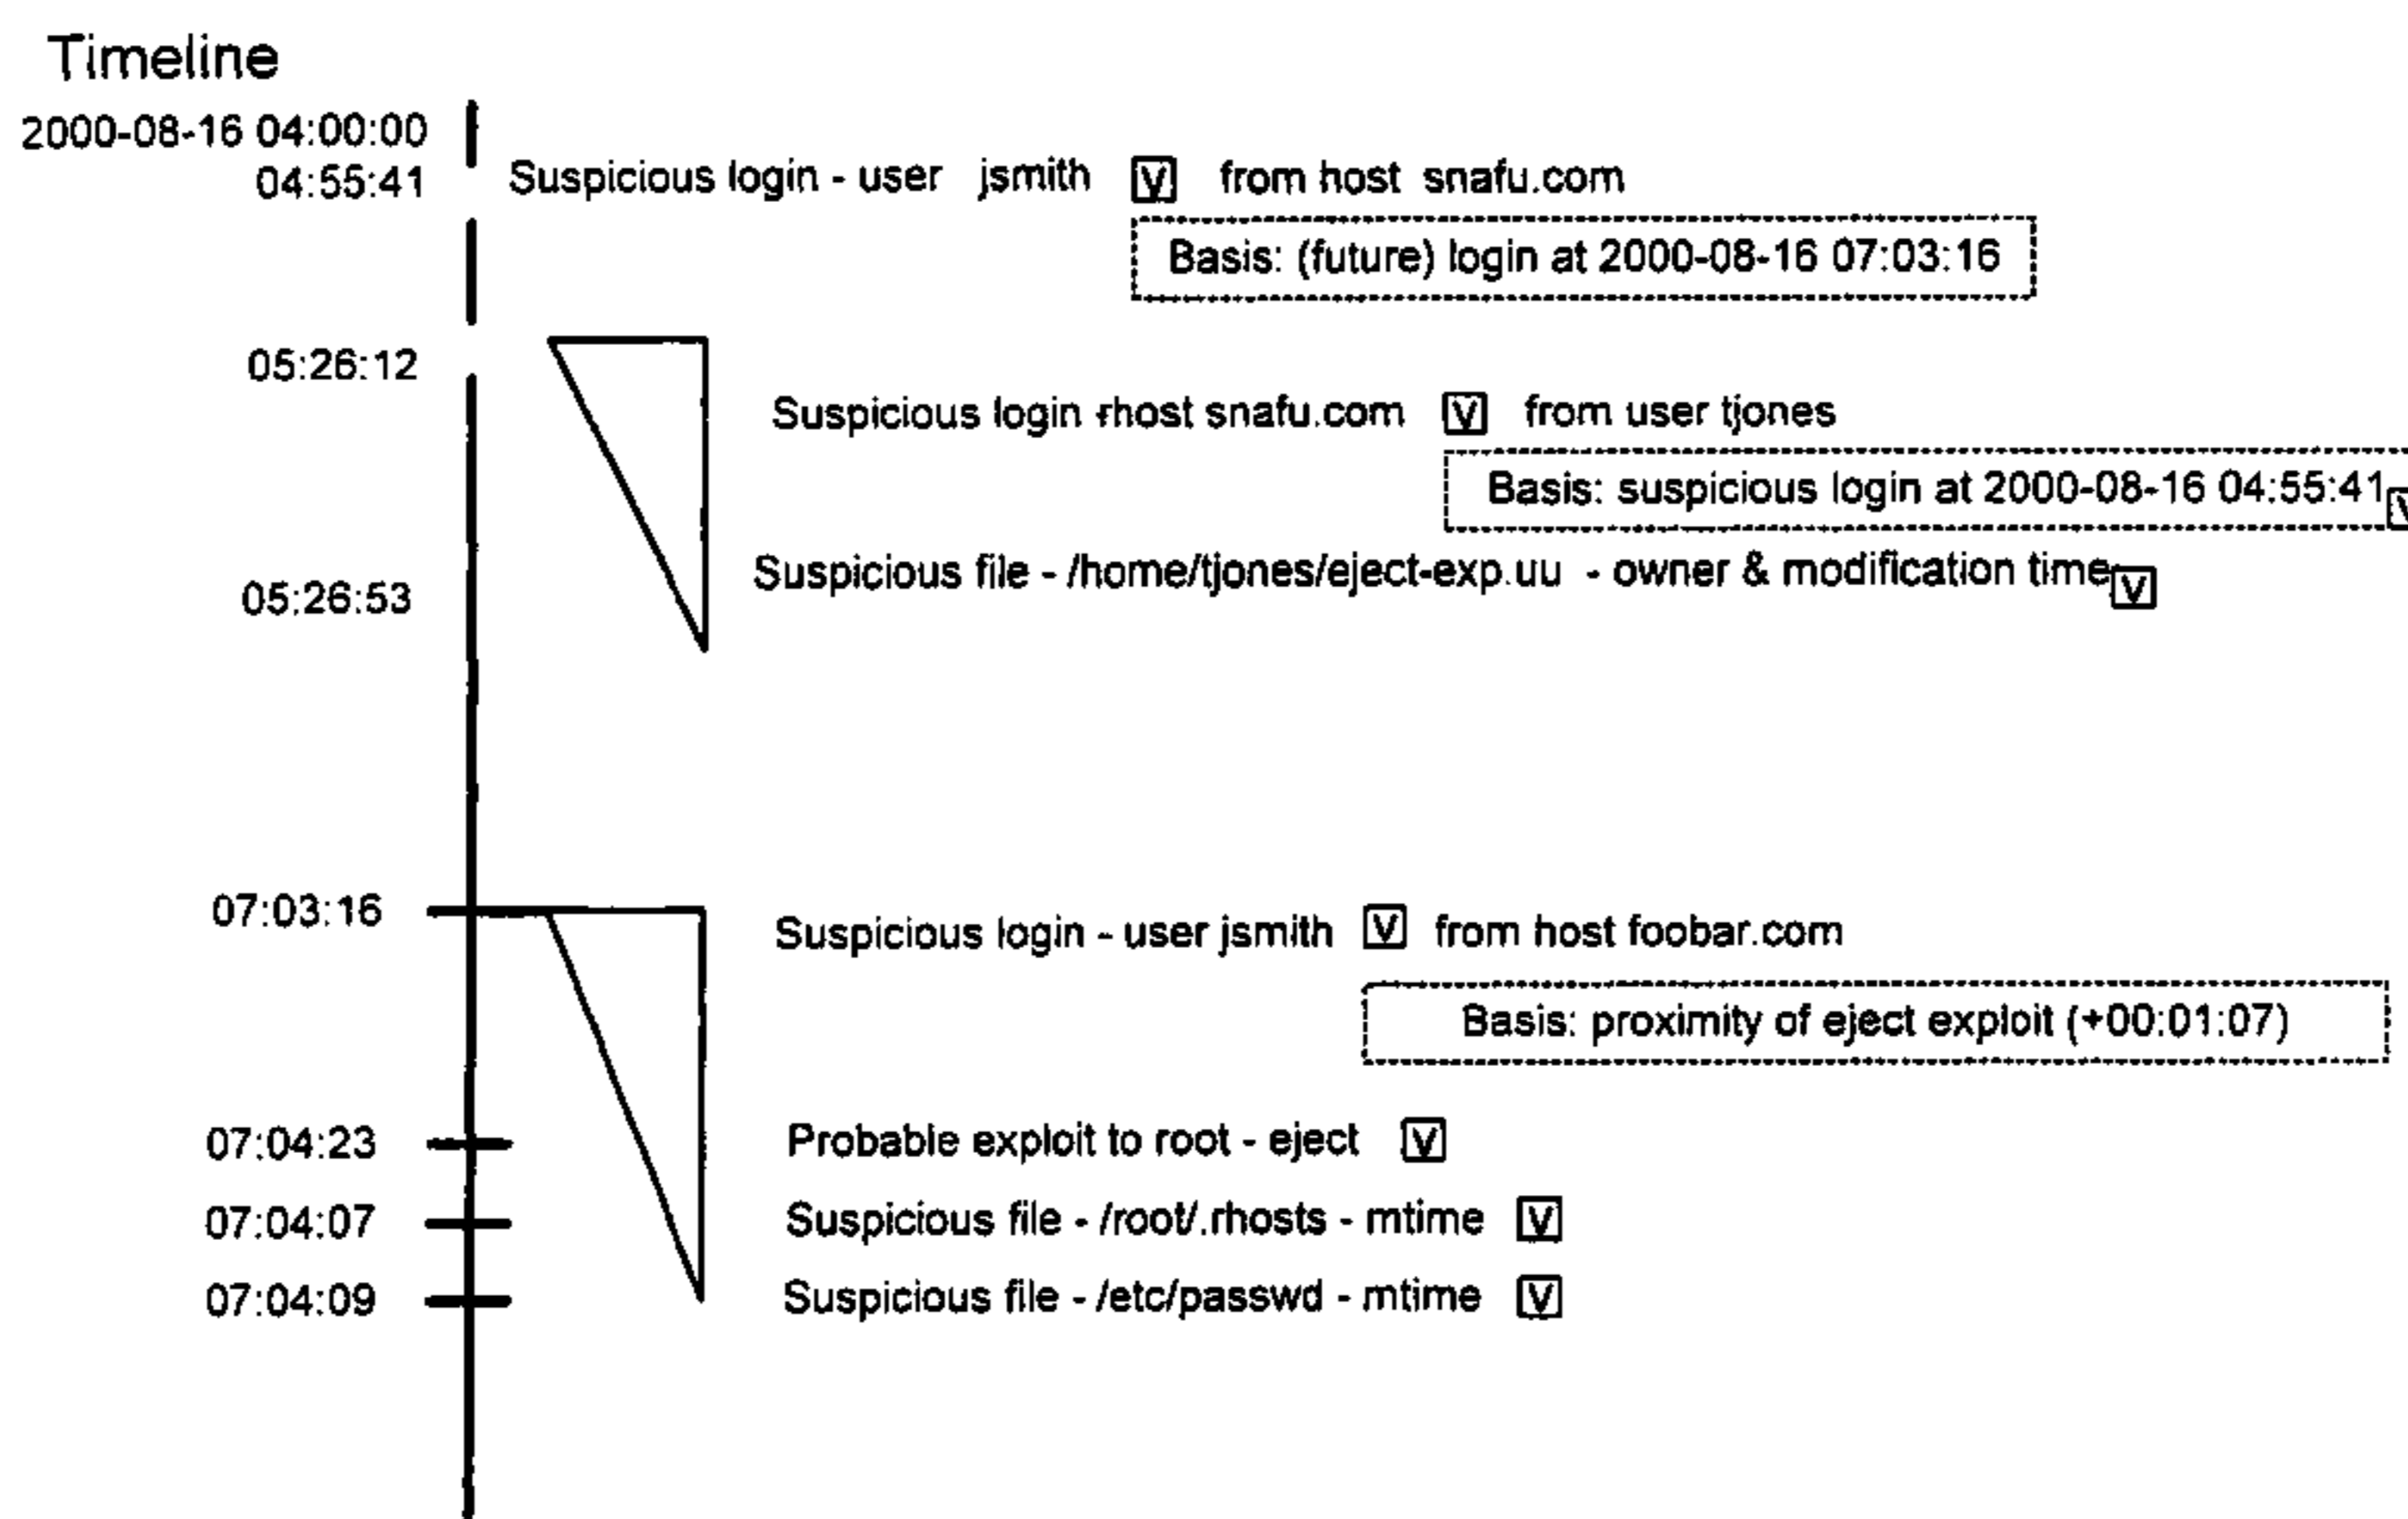 Timeline
2000-08-16 04:00:00
04:55:41 Suspicious login - user jsmith V from host snafu.com
Basis: (future) login at 2000-08-16 07:03:16
05:26:12
Suspicious login rhost snafu.com V from user tjones
Basis: suspicious login at 2000-08-16 04:55:41 V
Suspicious file - /home/tjones/eject-exp.uu - owner & modification time V
05:26:53
07:03:16 Suspicious login - user jsmith V from host foobar.com
Basis: proximity of eject exploit (+00:01:07)
07:04:23 Probable exploit to root - eject V
07:04:07 Suspicious file - /root/.rhosts - mtime V
07:04:09 Suspicious file - /etc/passwd - mtime V